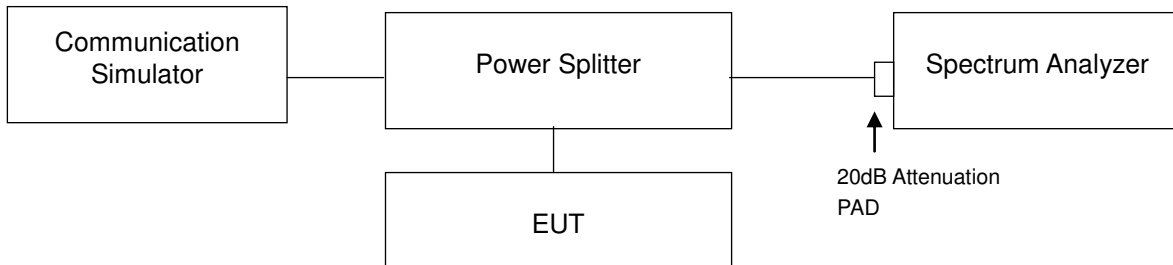 Communication
Simulator
Power Splitter
Spectrum Analyzer
20dB Attenuation
PAD
EUT